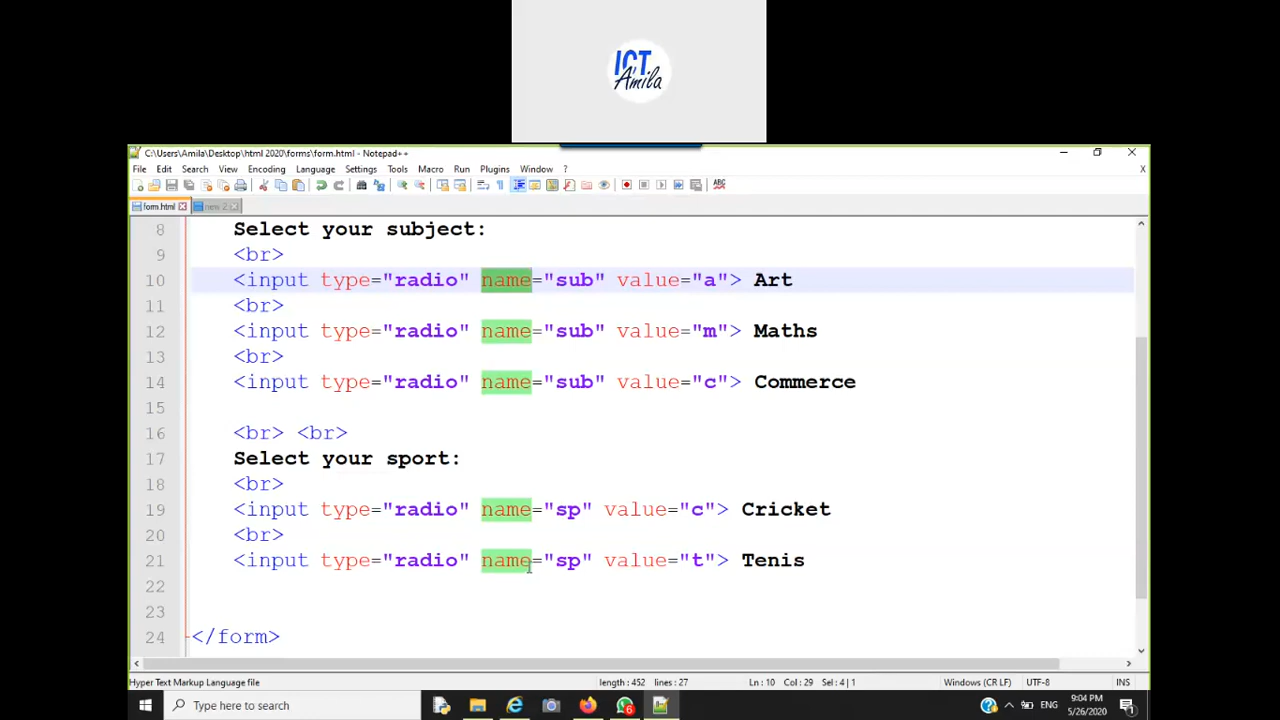 ICT.
Amila
C:\Users\Amila\Desktop\html 2020\forms\form.html - Notepad++
File Edit Search View Encoding Language Settings Tools Macro Run Plugins Window ? X
form.html new 2
8 Select your subject:
9 <br>
10 <input type="radio" name="sub" value="a"> Art
11 <br>
12 <input type="radio" name="sub" value="m"> Maths
13 <br>
14 <input type="radio" name="sub" value="c"> Commerce
15
16 <br> <br>
17 Select your sport:
18 <br>
19 <input type="radio" name="sp" value="c"> Cricket
20 <br>
21 <input type="radio" name="sp" value="t"> Tenis
22
23
24 </form>
Hyper Text Markup Language file length : 452 lines : 27 Ln : 10 Col : 29 Sel : 4 | 1 Windows (CR LF) UTF-8 INS
Type here to search 6 ENG 9:04 PM
5/26/2020 1